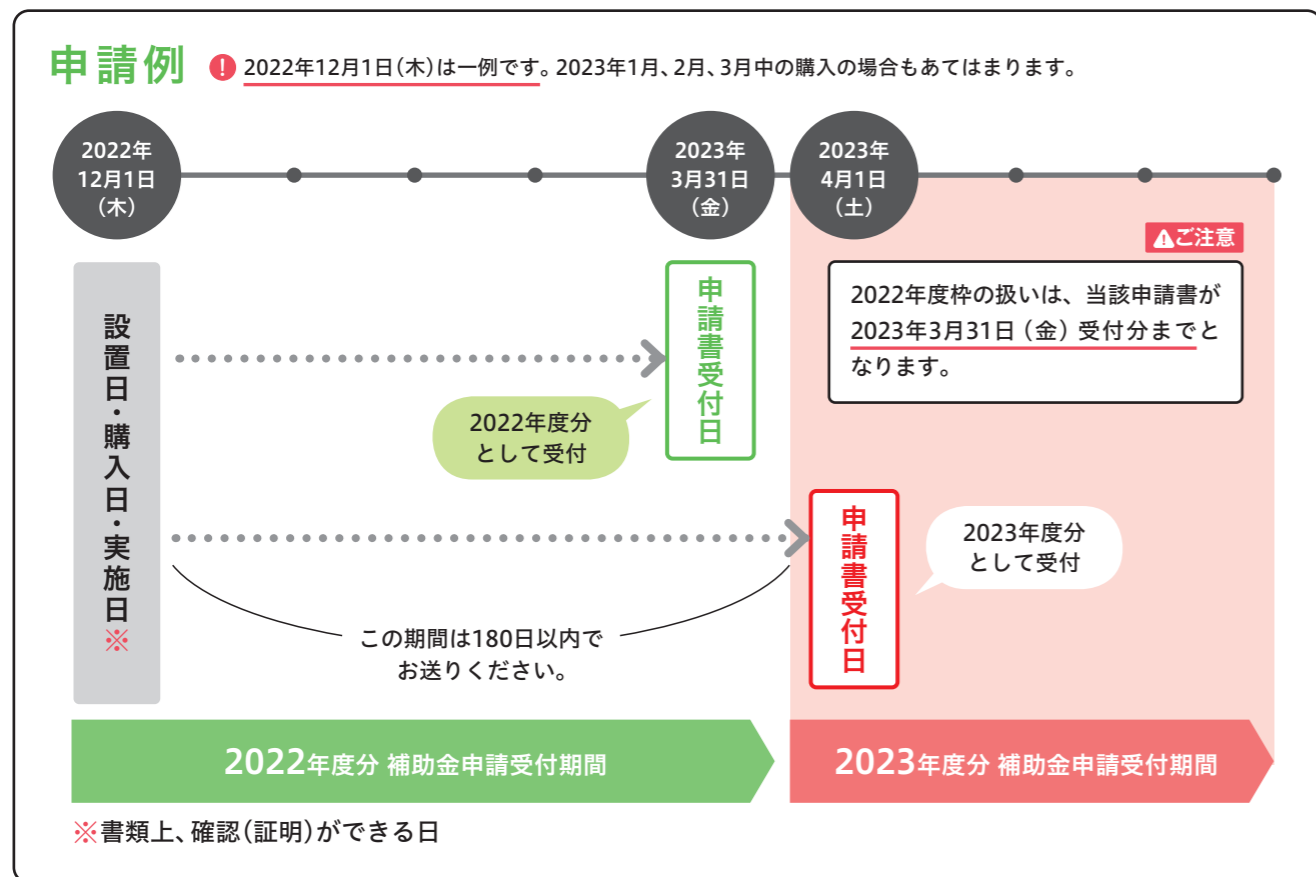 申請例
! 2022年12月1日(木)は一例です。2023年1月、2月、3月中の購入の場合もあてはまります。
2022年
12月1日
(木)
2023年
3月31日
(金)
2023年
4月1日
(土)
ご注意
2022年度枠の扱いは、当該申請書が
2023年3月31日(金)受付分までと
なります。
設置日・購入日・実施日※
申請書受付日
2022年度分
として受付
申請書受付日
2023年度分
として受付
この期間は180日以内で
お送りください。
2022年度分 補助金申請受付期間
2023年度分 補助金申請受付期間
※書類上、確認(証明)ができる日